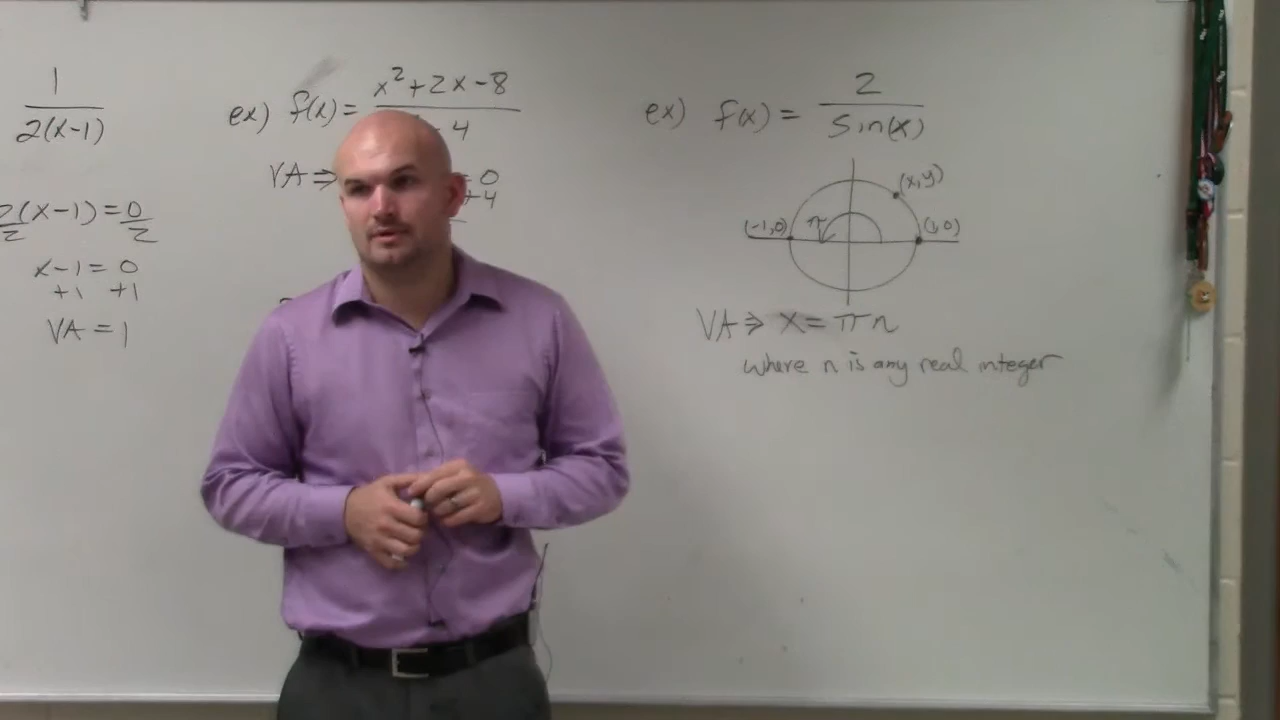 1
2(x-1)
2(x-1)=0
2 2
x-1=0
+1 +1
VA=1
ex) f(x)= x²+2x-8
4
VA⇒ =0
+4
ex) f(x)= 2
sin(x)
(x,y)
(-1,0) π (1,0)
VA⇒ x=πn
where n is any real integer